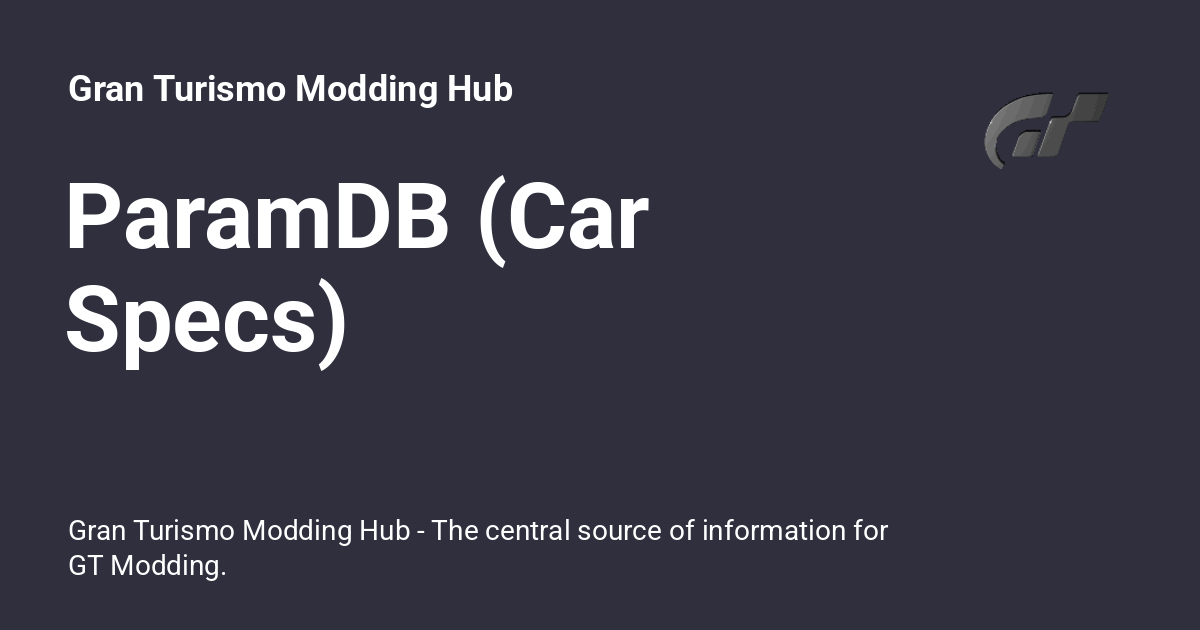 Gran Turismo Modding Hub
ParamDB (Car
Specs)
Gran Turismo Modding Hub - The central source of information for
GT Modding.